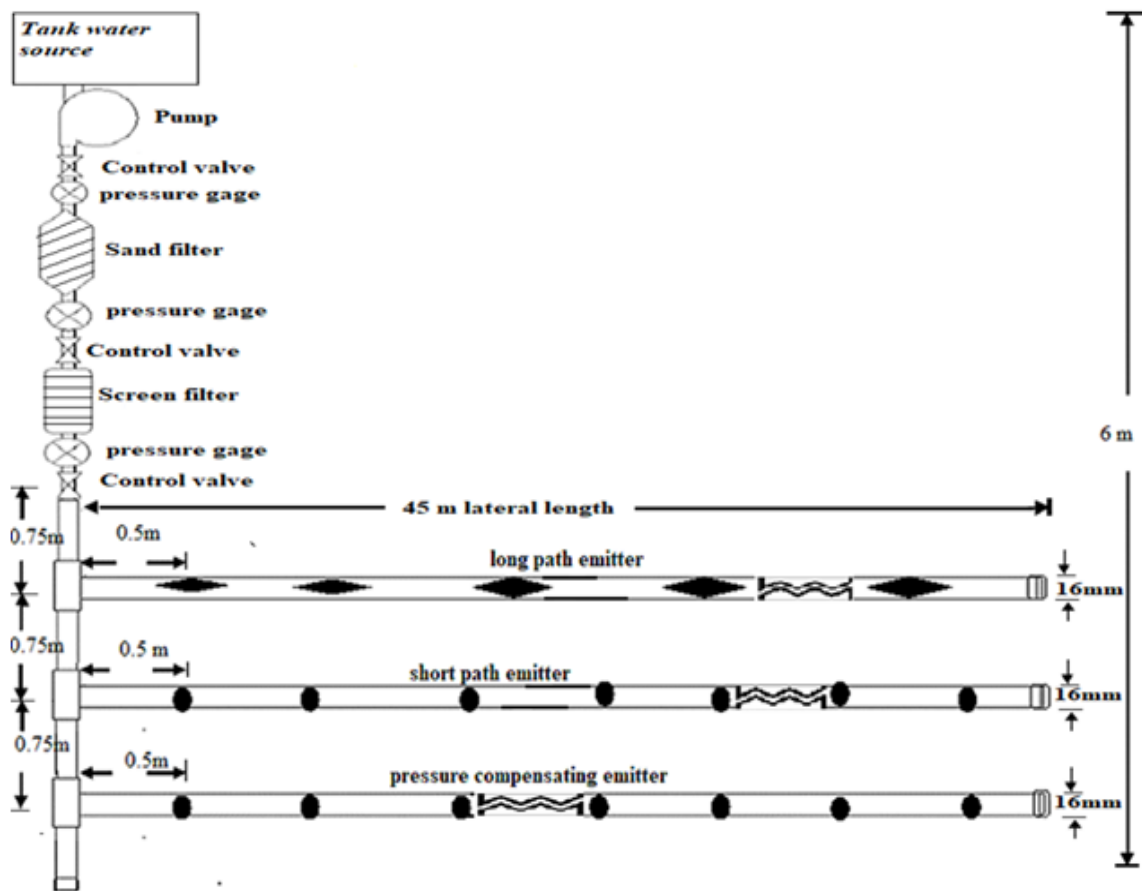 Tank water
source
Pump
Control valve
pressure gage
Sand filter
pressure gage
Control valve
Screen filter
pressure gage
6 m
Control valve
45 m lateral length
0.75m
0.5m
long path emitter
16mm
0.75m
0.5 m
short path emitter
16mm
0.75m
0.5m
pressure compensating emitter
16mm